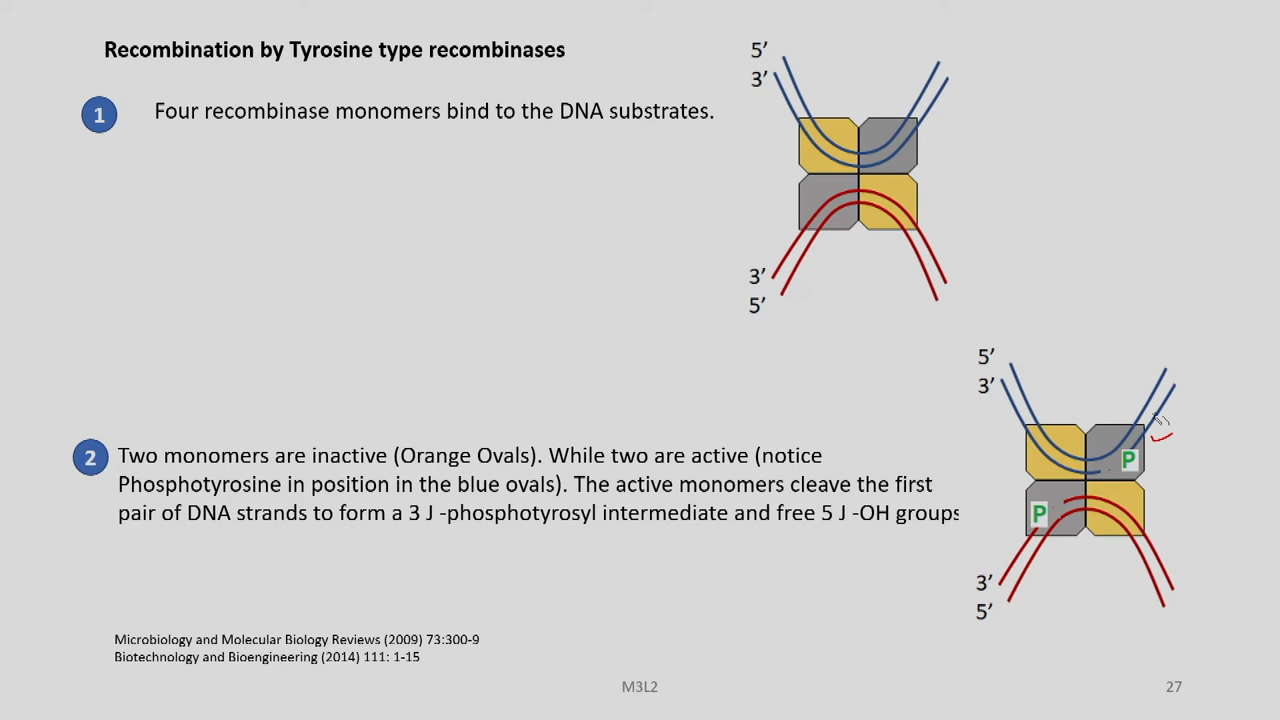 Recombination by Tyrosine type recombinases
1
Four recombinase monomers bind to the DNA substrates.
5’
3’
3’
5’
2
Two monomers are inactive (Orange Ovals). While two are active (notice
Phosphotyrosine in position in the blue ovals). The active monomers cleave the first
pair of DNA strands to form a 3 J -phosphotyrosyl intermediate and free 5 J -OH groups
5’
3’
P
P
3’
5’
Microbiology and Molecular Biology Reviews (2009) 73:300-9
Biotechnology and Bioengineering (2014) 111: 1-15
M3L2
27